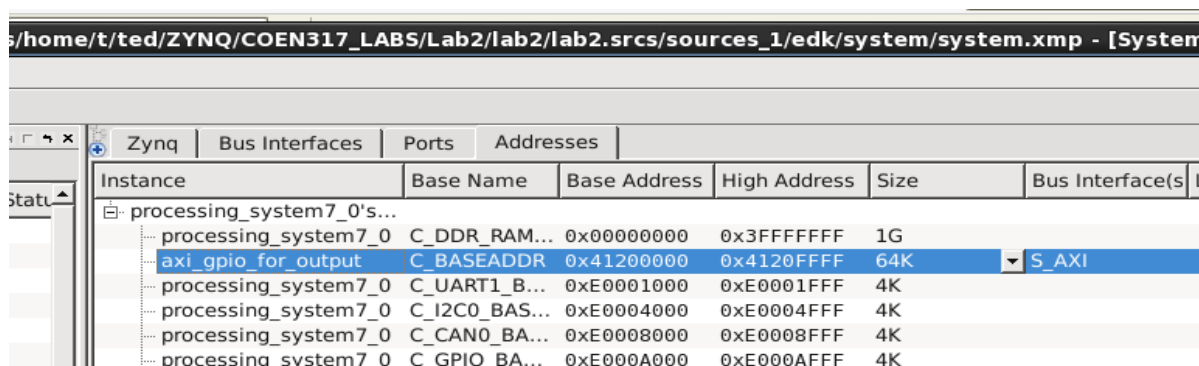 s/home/t/ted/ZYNQ/COEN317_LABS/Lab2/lab2/lab2.srcs/sources_1/edk/system/system.xmp - [System
Zynq Bus Interfaces Ports Addresses
Statu
Instance Base Name Base Address High Address Size Bus Interface(s
processing_system7_0's...
processing_system7_0 C_DDR_RAM... 0x00000000 0x3FFFFFFF 1G
axi_gpio_for_output C_BASEADDR 0x41200000 0x4120FFFF 64K S_AXI
processing_system7_0 C_UART1_B... 0xE0001000 0xE0001FFF 4K
processing_system7_0 C_I2C0_BAS... 0xE0004000 0xE0004FFF 4K
processing_system7_0 C_CAN0_BA... 0xE0008000 0xE0008FFF 4K
processing_system7_0 C_GPIO_BA... 0xE000A000 0xE000AFFF 4K